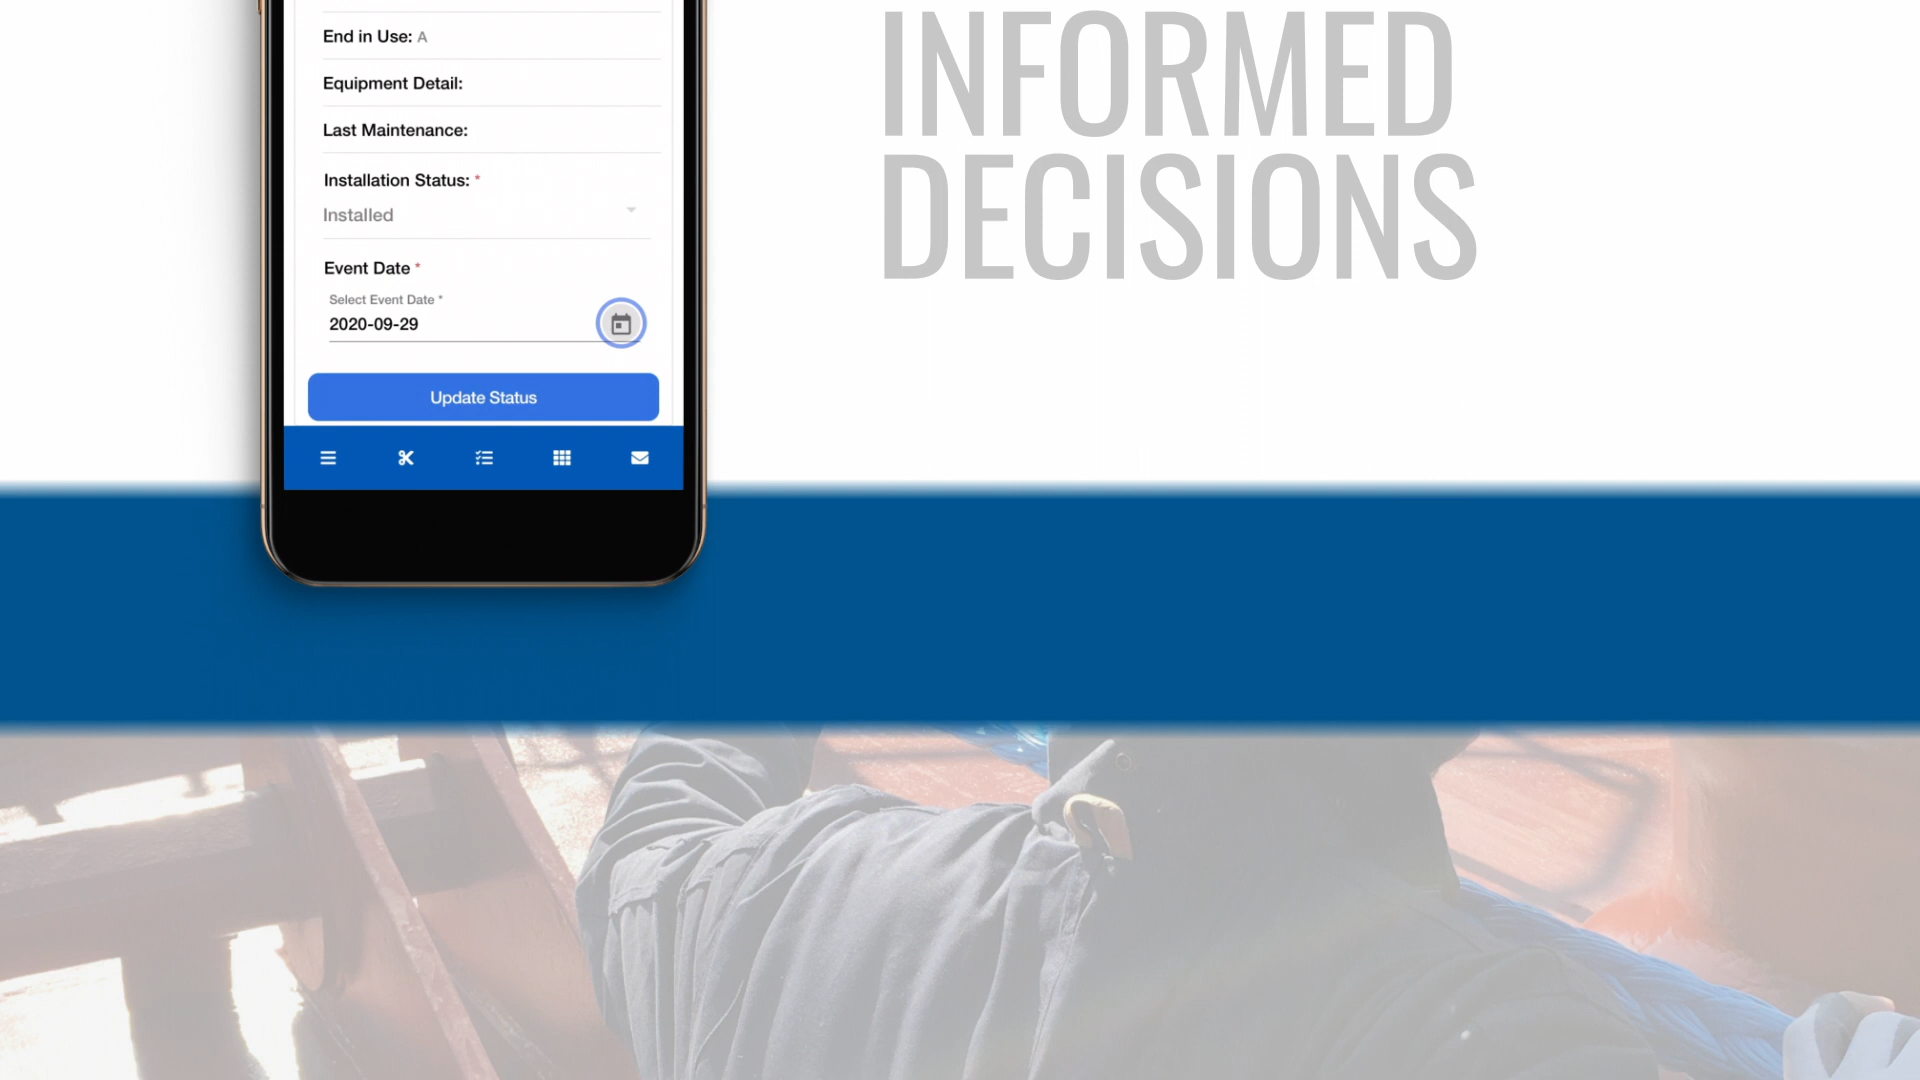 End in Use: A
Equipment Detail:
Last Maintenance:
Installation Status: *
Installed
Event Date *
Select Event Date *
2020-09-29
Update Status
INFORMED
DECISIONS